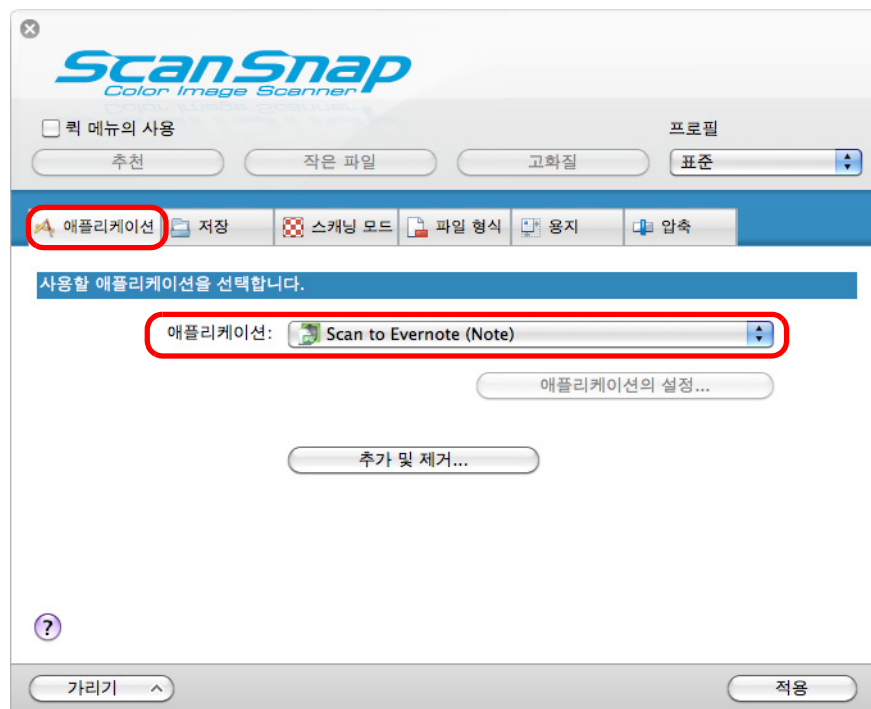 ScanSnap
Color Image Scanner
퀵 메뉴의 사용
프로필
추천 작은 파일 고화질 표준
애플리케이션 저장 스캐닝 모드 파일 형식 용지 압축
사용할 애플리케이션을 선택합니다.
애플리케이션: Scan to Evernote (Note)
애플리케이션의 설정...
추가 및 제거...
?
가리기 적용